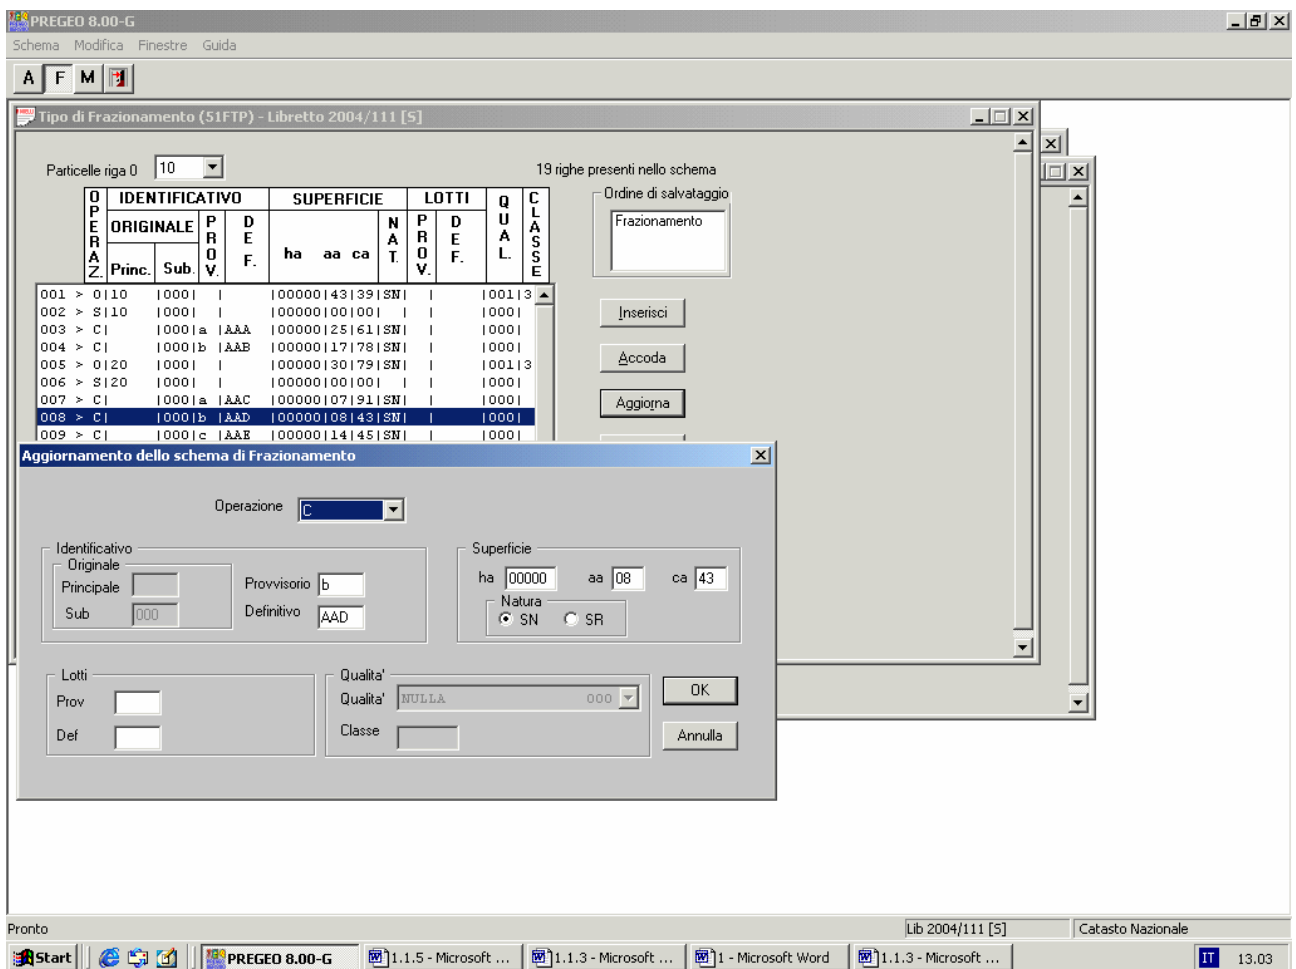 PREGEO 8.00-G
Schema Modifica Finestre Guida
A F M
Tipo di Frazionamento (51FTP) - Libretto 2004/111 [S]
Particelle riga 0 10
19 righe presenti nello schema
OPERAZ. IDENTIFICATIVO SUPERFICIE LOTTI QUAL. CLASSE
ORIGINALE PROV. DEF. ha aa ca NAT. PROV. DEF.
Princ. Sub.
001 > O|10 |000| | |00000|43|39|SN| | |001|3
002 > S|10 |000| | |00000|00|00| | | |000|
003 > C| |000|a |AAA |00000|25|61|SN| | |000|
004 > C| |000|b |AAB |00000|17|78|SN| | |000|
005 > O|20 |000| | |00000|30|79|SN| | |001|3
006 > S|20 |000| | |00000|00|00| | | |000|
007 > C| |000|a |AAC |00000|07|91|SN| | |000|
008 > C| |000|b |AAD |00000|08|43|SN| | |000|
009 > C| |000|c |AAE |00000|14|45|SN| | |000|
Ordine di salvataggio
Frazionamento
Inserisci
Accoda
Aggiorna
Aggiornamento dello schema di Frazionamento
Operazione C
Identificativo
Originale
Principale
Sub 000
Provvisorio b
Definitivo AAD
Superficie
ha 00000 aa 08 ca 43
Natura
SN SR
Lotti
Prov
Def
Qualita'
Qualita' NULLA 000
Classe
OK
Annulla
Pronto
Lib 2004/111 [S]
Catasto Nazionale
Start
PREGEO 8.00-G
1.1.5 - Microsoft ...
1.1.3 - Microsoft ...
1 - Microsoft Word
1.1.3 - Microsoft ...
IT 13.03